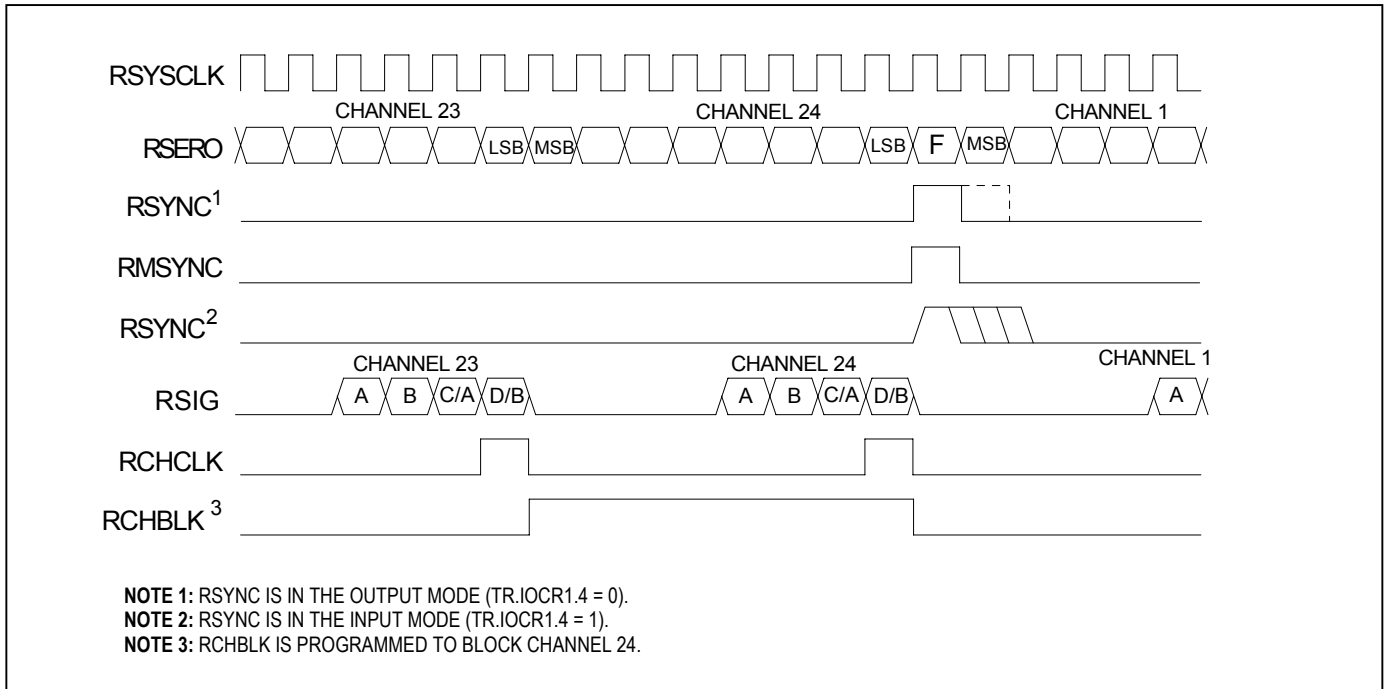 RSYSCLK
CHANNEL 23 CHANNEL 24 CHANNEL 1
RSERO LSB MSB LSB F MSB
RSYNC1
RMSYNC
RSYNC2
CHANNEL 23 CHANNEL 24 CHANNEL 1
RSIG A B C/A D/B A B C/A D/B A
RCHCLK
RCHBLK 3
NOTE 1: RSYNC IS IN THE OUTPUT MODE (TR.IOCR1.4 = 0).
NOTE 2: RSYNC IS IN THE INPUT MODE (TR.IOCR1.4 = 1).
NOTE 3: RCHBLK IS PROGRAMMED TO BLOCK CHANNEL 24.